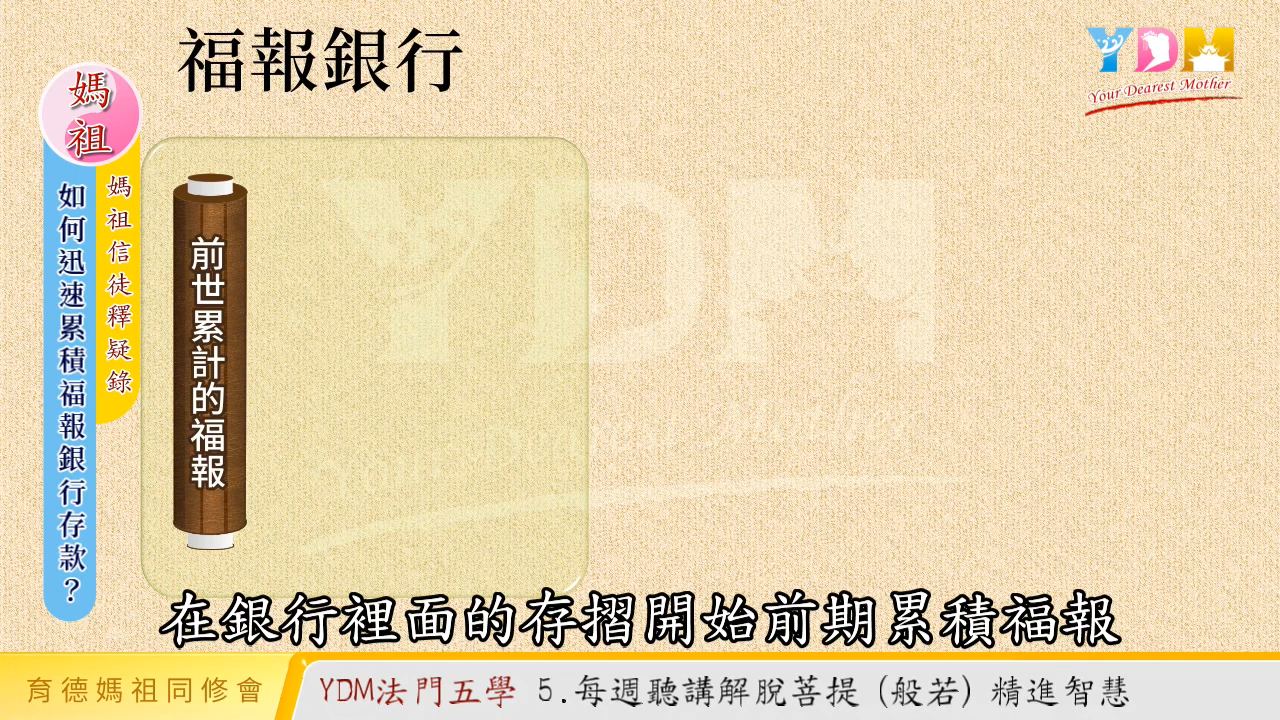 福報銀行
YDM
Your Dearest Mother
媽祖
媽祖信徒釋疑錄
如何迅速累積福報銀行存款？
前世累計的福報
在銀行裡面的存摺開始前期累積福報
育德媽祖同修會
YDM法門五學 5.每週聽講解脫菩提（般若）精進智慧